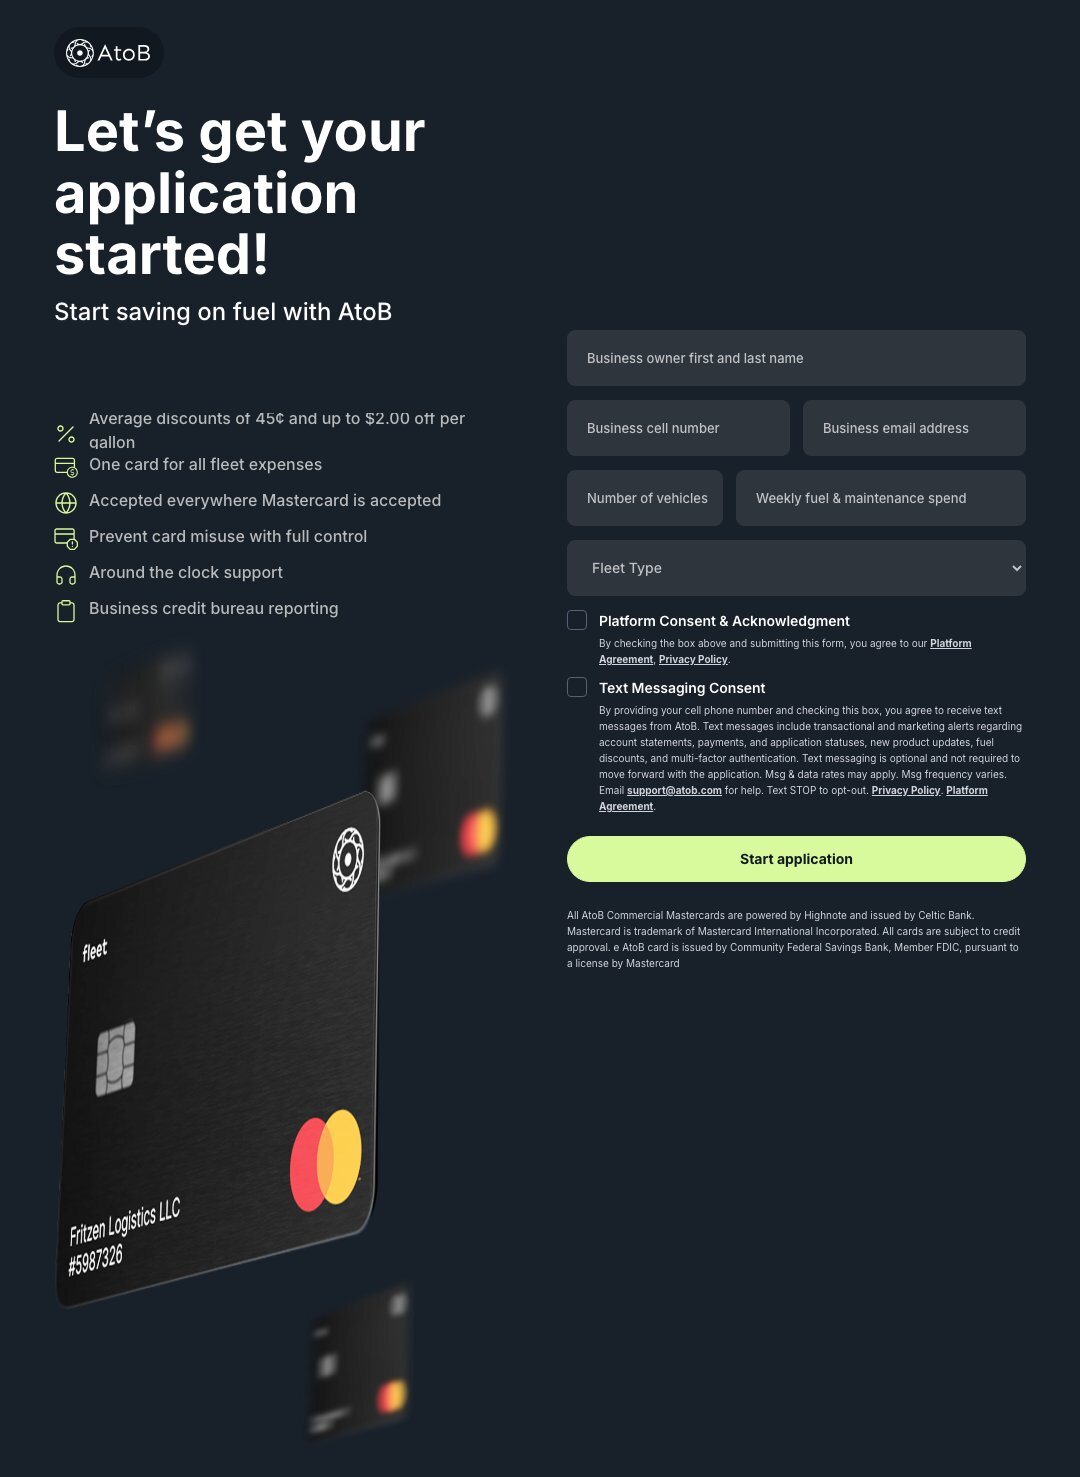 AtoB
Let’s get your
application
started!
Start saving on fuel with AtoB
Average discounts of 45¢ and up to $2.00 off per
gallon
One card for all fleet expenses
Accepted everywhere Mastercard is accepted
Prevent card misuse with full control
Around the clock support
Business credit bureau reporting
fleet
Fritzen Logistics LLC
#5987326
Business owner first and last name
Business cell number
Business email address
Number of vehicles
Weekly fuel & maintenance spend
Fleet Type
Platform Consent & Acknowledgment
By checking the box above and submitting this form, you agree to our Platform
Agreement, Privacy Policy.
Text Messaging Consent
By providing your cell phone number and checking this box, you agree to receive text
messages from AtoB. Text messages include transactional and marketing alerts regarding
account statements, payments, and application statuses, new product updates, fuel
discounts, and multi-factor authentication. Text messaging is optional and not required to
move forward with the application. Msg & data rates may apply. Msg frequency varies.
Email support@atob.com for help. Text STOP to opt-out. Privacy Policy. Platform
Agreement.
Start application
All AtoB Commercial Mastercards are powered by Highnote and issued by Celtic Bank.
Mastercard is trademark of Mastercard International Incorporated. All cards are subject to credit
approval. e AtoB card is issued by Community Federal Savings Bank, Member FDIC, pursuant to
a license by Mastercard